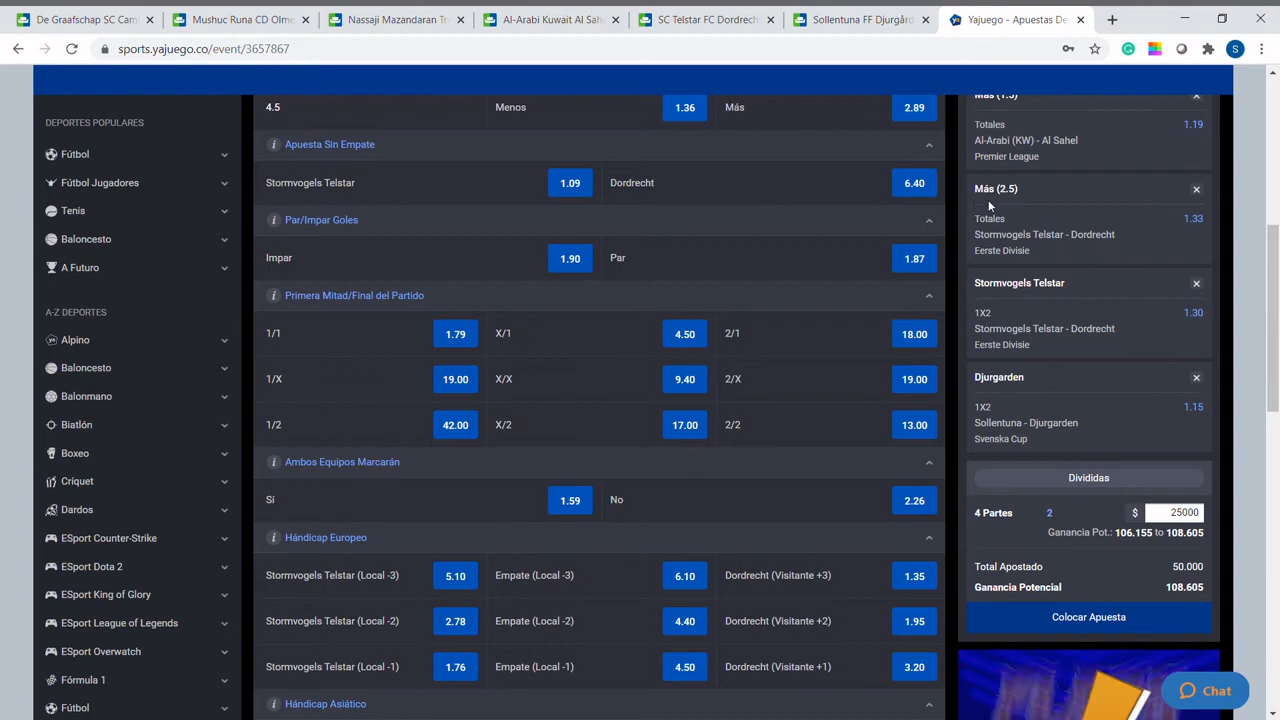 De Graafschap SC Cam
Mushuc Runa CD Olme
Nassaji Mazandaran Tra
Al-Arabi Kuwait Al Sah
SC Telstar FC Dordrech
Sollentuna FF Djurgård
Yajuego - Apuestas De
sports.yajuego.co/event/3657867
S
DEPORTES POPULARES
Fútbol
Fútbol Jugadores
Tenis
Baloncesto
A Futuro
A-Z DEPORTES
Alpino
Baloncesto
Balonmano
Biatlón
Boxeo
Críquet
Dardos
ESport Counter-Strike
ESport Dota 2
ESport King of Glory
ESport League of Legends
ESport Overwatch
Fórmula 1
Fútbol
4.5 Menos 1.36 Más 2.89
Apuesta Sin Empate
Stormvogels Telstar 1.09 Dordrecht 6.40
Par/Impar Goles
Impar 1.90 Par 1.87
Primera Mitad/Final del Partido
1/1 1.79 X/1 4.50 2/1 18.00
1/X 19.00 X/X 9.40 2/X 19.00
1/2 42.00 X/2 17.00 2/2 13.00
Ambos Equipos Marcarán
Sí 1.59 No 2.26
Hándicap Europeo
Stormvogels Telstar (Local -3) 5.10 Empate (Local -3) 6.10 Dordrecht (Visitante +3) 1.35
Stormvogels Telstar (Local -2) 2.78 Empate (Local -2) 4.40 Dordrecht (Visitante +2) 1.95
Stormvogels Telstar (Local -1) 1.76 Empate (Local -1) 4.50 Dordrecht (Visitante +1) 3.20
Hándicap Asiático
Más (1.5)
Totales 1.19
Al-Arabi (KW) - Al Sahel
Premier League
Más (2.5)
Totales 1.33
Stormvogels Telstar - Dordrecht
Eerste Divisie
Stormvogels Telstar
1X2 1.30
Stormvogels Telstar - Dordrecht
Eerste Divisie
Djurgarden
1X2 1.15
Sollentuna - Djurgarden
Svenska Cup
Divididas
4 Partes 2 $ 25000
Ganancia Pot.: 106.155 to 108.605
Total Apostado 50.000
Ganancia Potencial 108.605
Colocar Apuesta
Chat